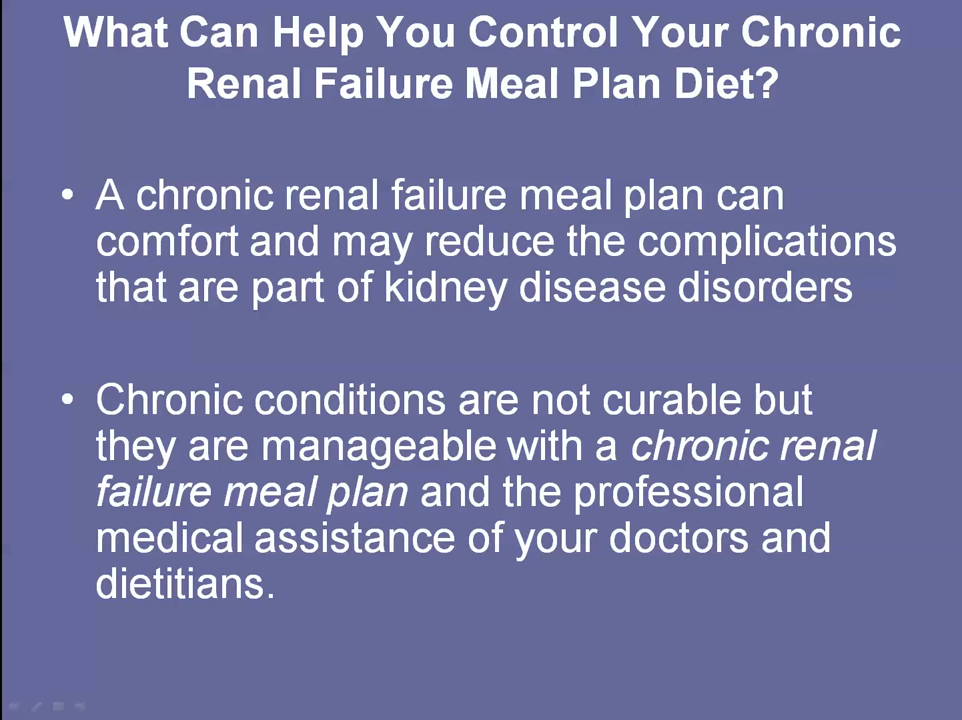 What Can Help You Control Your Chronic
Renal Failure Meal Plan Diet?
• A chronic renal failure meal plan can
comfort and may reduce the complications
that are part of kidney disease disorders
• Chronic conditions are not curable but
they are manageable with a chronic renal
failure meal plan and the professional
medical assistance of your doctors and
dietitians.